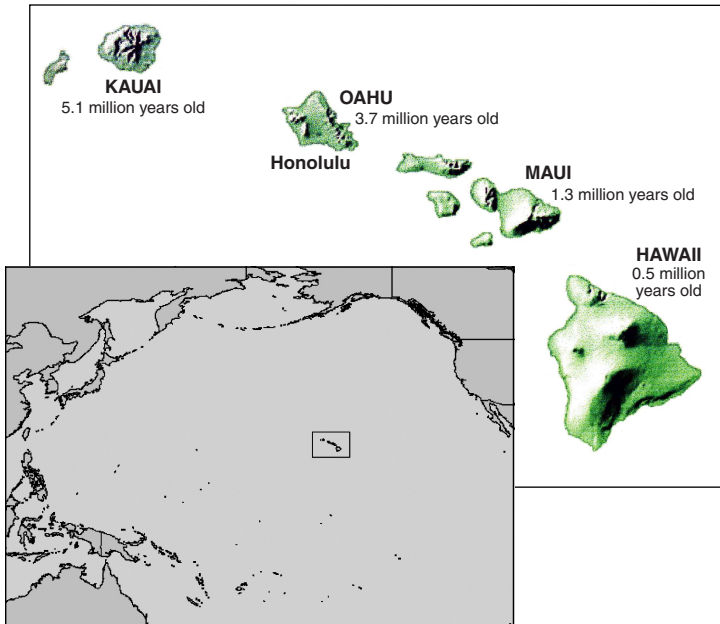 KAUAI
5.1 million years old
OAHU
3.7 million years old
Honolulu
MAUI
1.3 million years old
HAWAII
0.5 million
years old